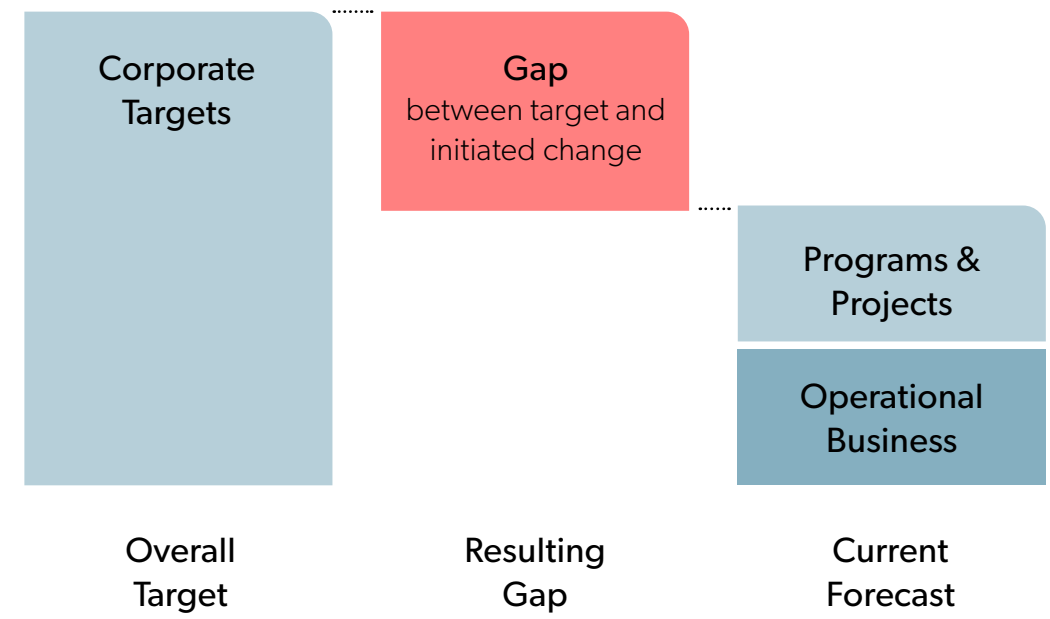 Corporate
Targets
Gap
between target and
initiated change
Programs &
Projects
Operational
Business
Overall
Target
Resulting
Gap
Current
Forecast